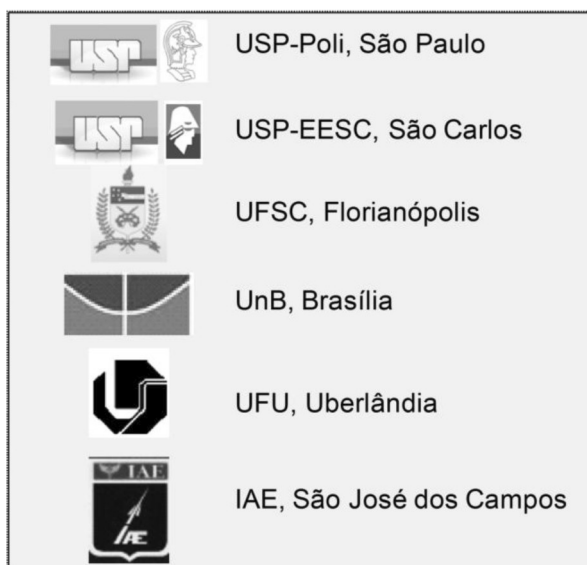 USP USP-Poli, São Paulo
USP USP-EESC, São Carlos
UFSC, Florianópolis
UnB, Brasília
UFU, Uberlândia
IAE
IAE IAE, São José dos Campos